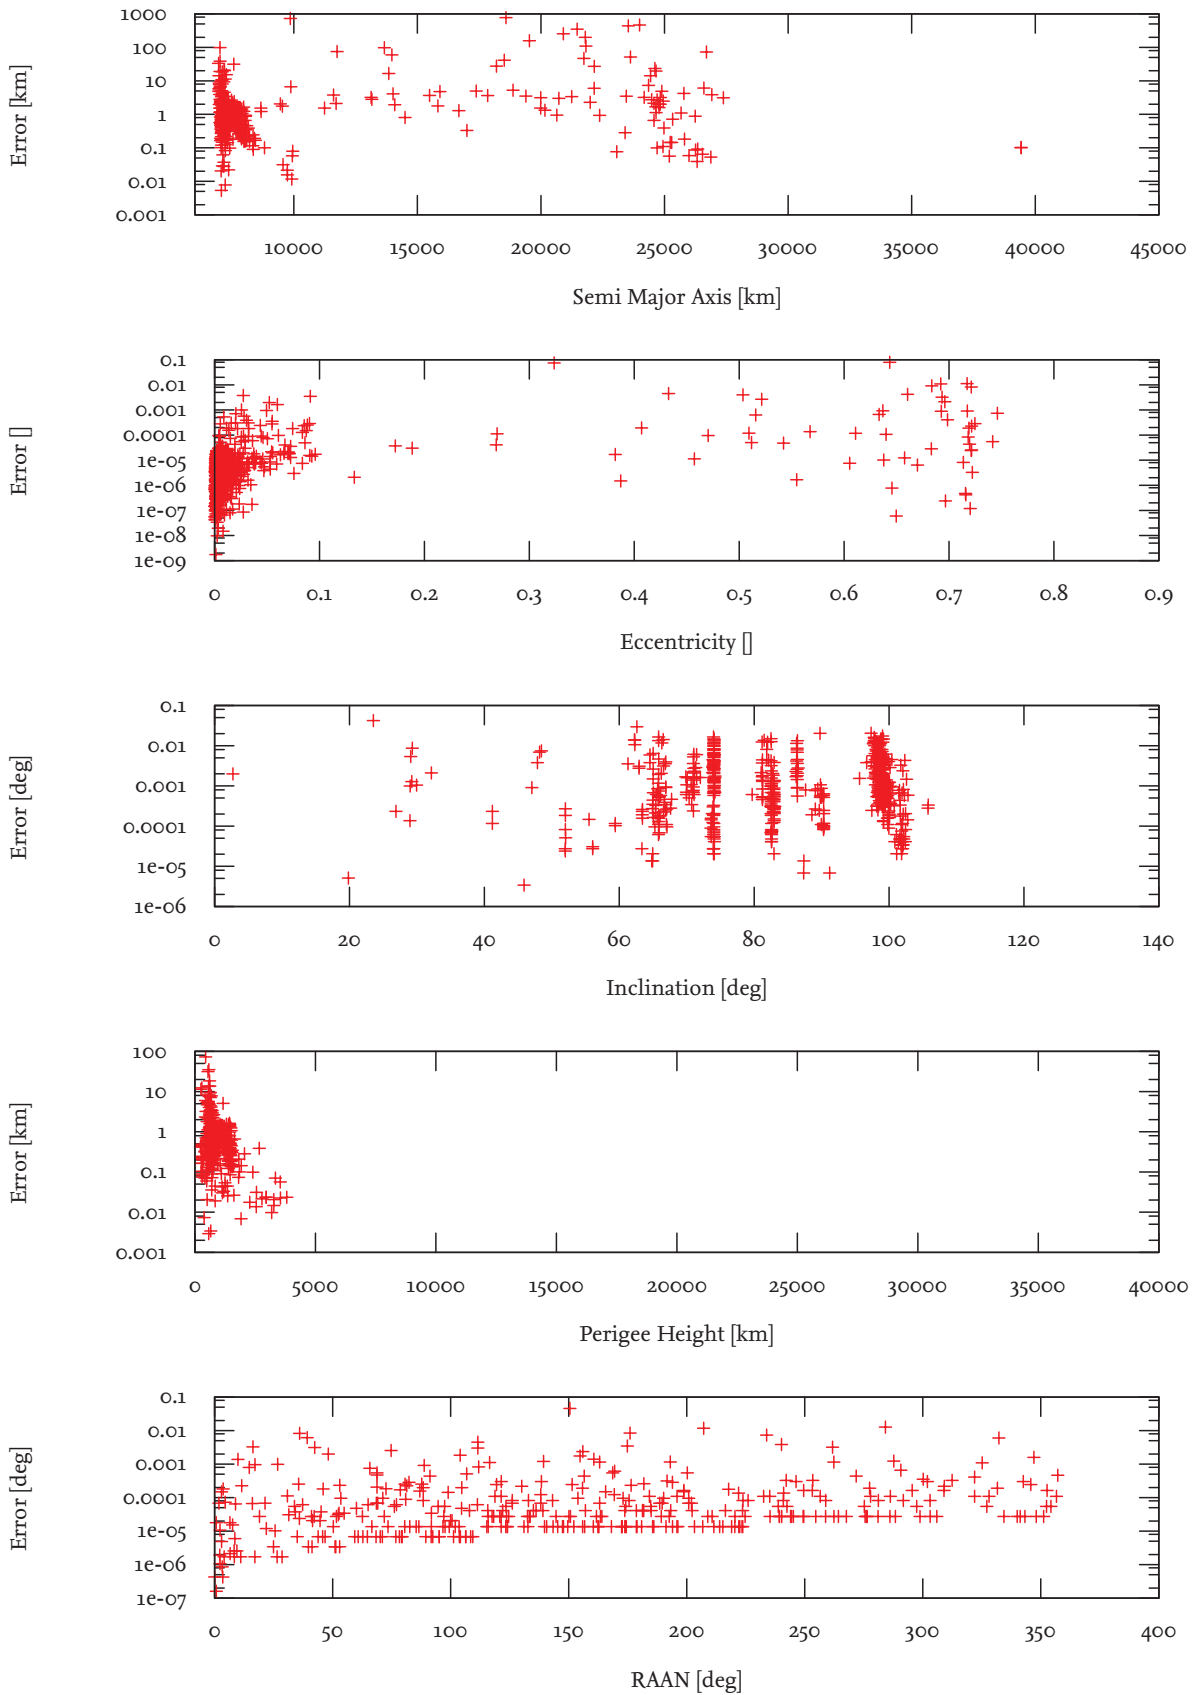 1000
100
10
1
0.1
0.01
0.001
Error [km]
10000 15000 20000 25000 30000 35000 40000 45000
Semi Major Axis [km]
0.1
0.01
0.001
0.0001
1e-05
1e-06
1e-07
1e-08
1e-09
Error []
0 0.1 0.2 0.3 0.4 0.5 0.6 0.7 0.8 0.9
Eccentricity []
0.1
0.01
0.001
0.0001
1e-05
1e-06
Error [deg]
0 20 40 60 80 100 120 140
Inclination [deg]
100
10
1
0.1
0.01
0.001
Error [km]
0 5000 10000 15000 20000 25000 30000 35000 40000
Perigee Height [km]
0.1
0.01
0.001
0.0001
1e-05
1e-06
1e-07
Error [deg]
0 50 100 150 200 250 300 350 400
RAAN [deg]